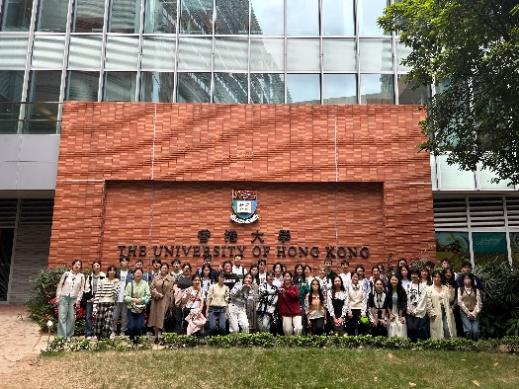 香港大學
THE UNIVERSITY OF HONG KONG